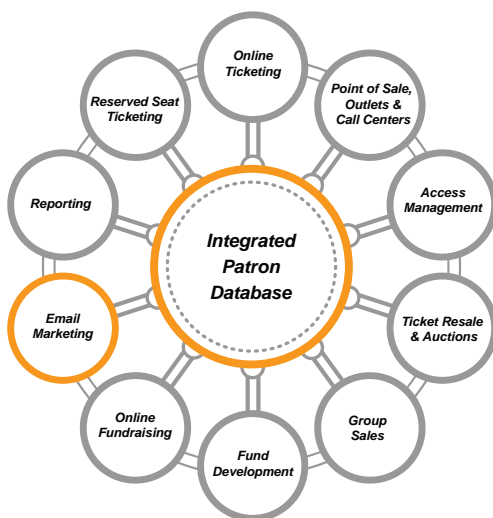 Online
Ticketing
Point of Sale,
Outlets &
Call Centers
Access
Management
Ticket Resale
& Auctions
Group
Sales
Fund
Development
Online
Fundraising
Email
Marketing
Reporting
Reserved Seat
Ticketing
Integrated
Patron
Database